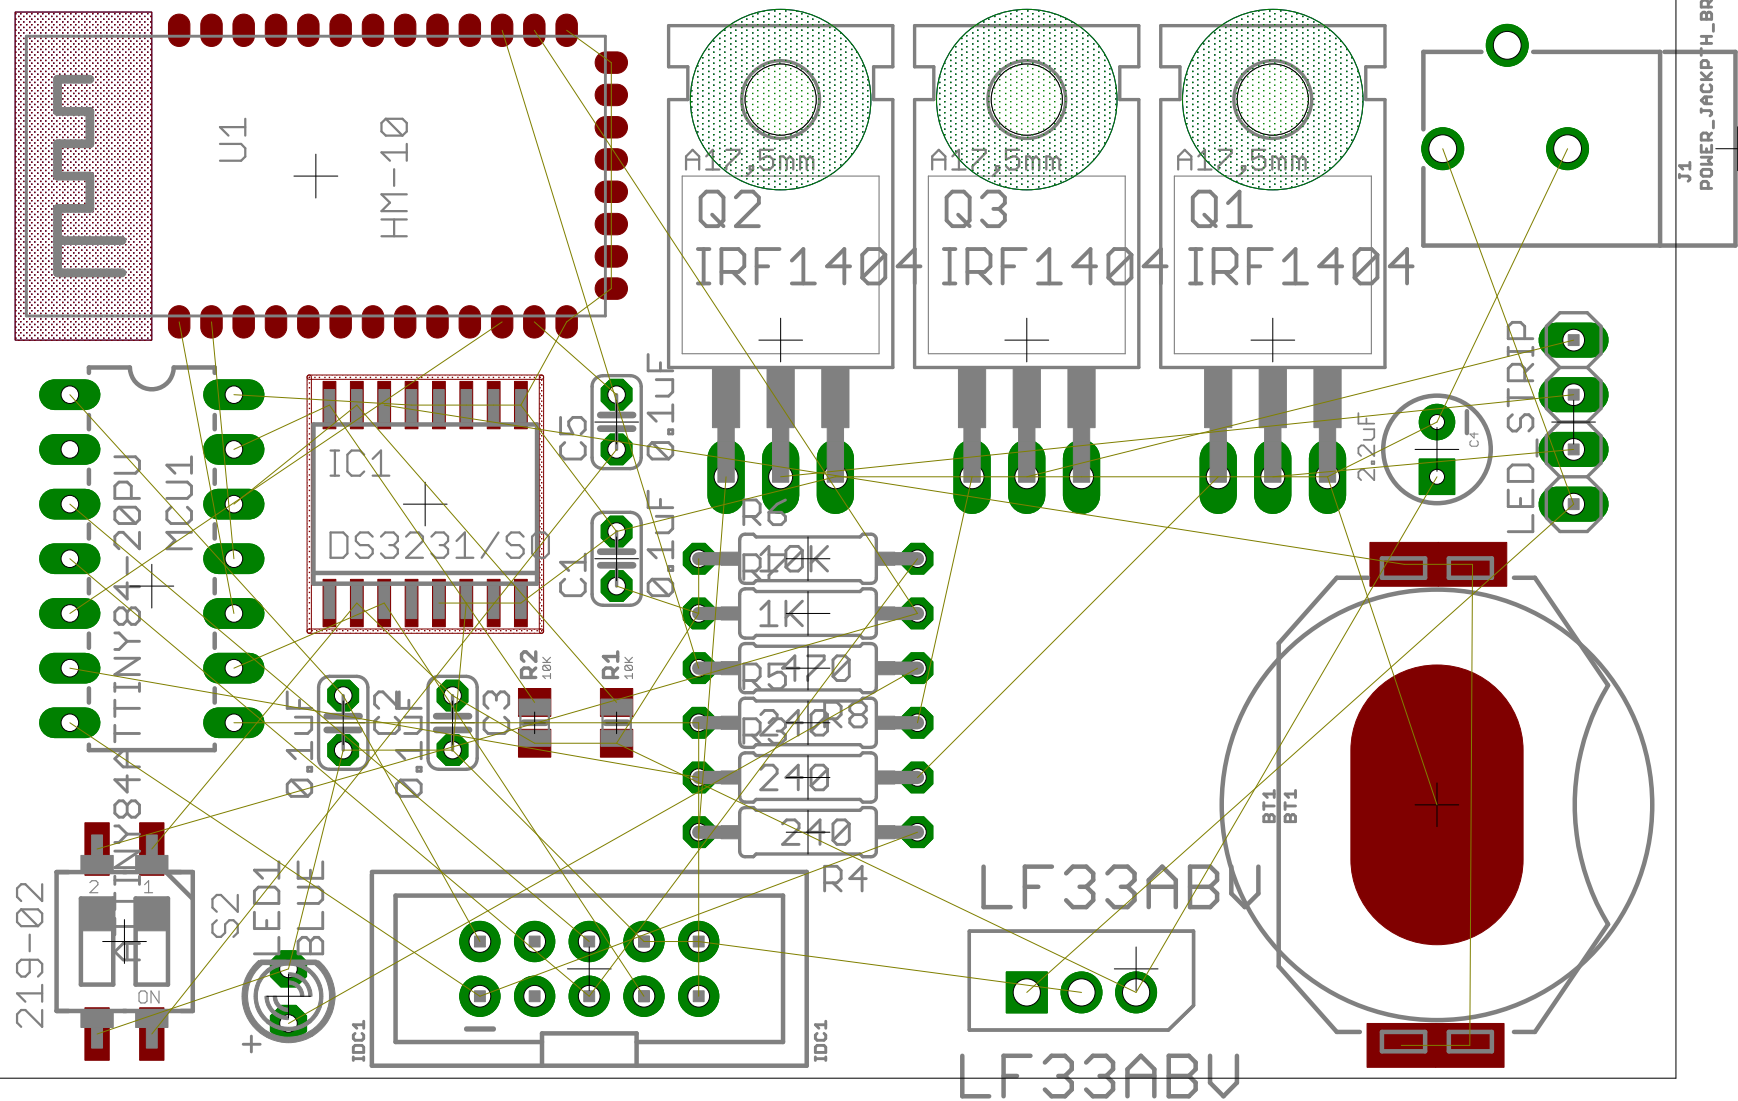 U1
HM-10
A17,5mm
Q2
IRF1404
A17,5mm
Q3
IRF1404
A17,5mm
Q1
IRF1404
J1
POWER_JACKPTH_BR
MCU1
ATTINY84-20PU
ATTINY84
IC1
DS3231/SO
C5
0.1uF
C1
0.1uF
2.2uF
C4
LED_STRIP
R6
10K
R7
1K
470
R5
240
R8
R3
240
240
R4
R2
10K
R1
10K
0.1uF
C2
0.1uF
C3
219-02
2
1
ON
S2
LED1
BLUE
+
IDC1
IDC1
LF33ABV
LF33ABV
BT1
BT1